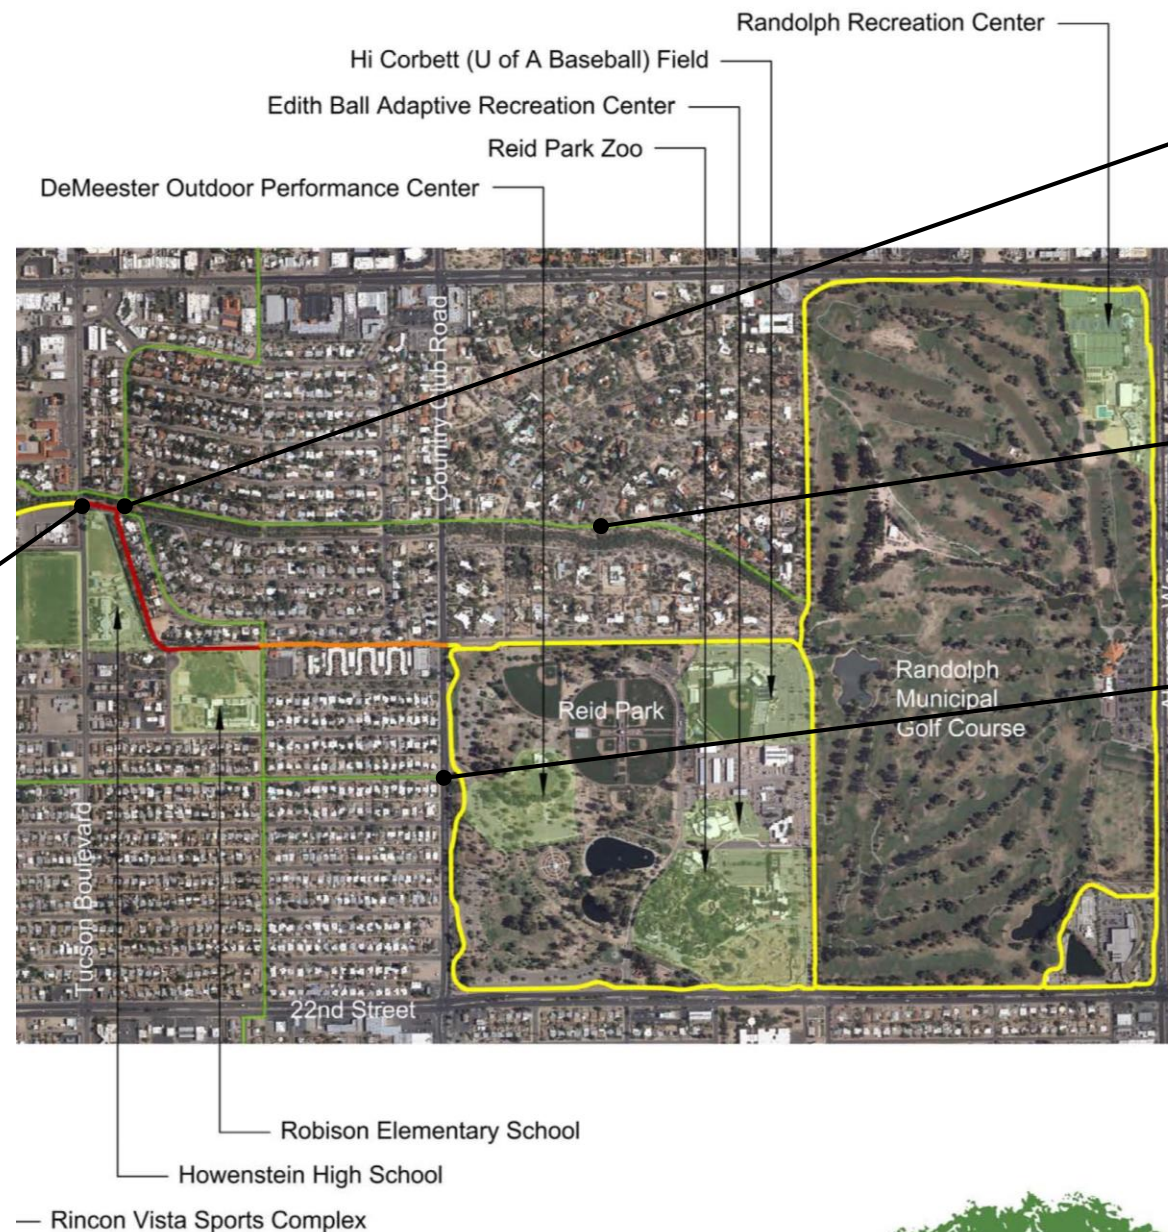 Randolph Recreation Center
Hi Corbett (U of A Baseball) Field
Edith Ball Adaptive Recreation Center
Reid Park Zoo
DeMeester Outdoor Performance Center
Country Club Road
Randolph
Municipal
Golf Course
Reid Park
Tucson Boulevard
22nd Street
Robison Elementary School
Howenstein High School
Rincon Vista Sports Complex